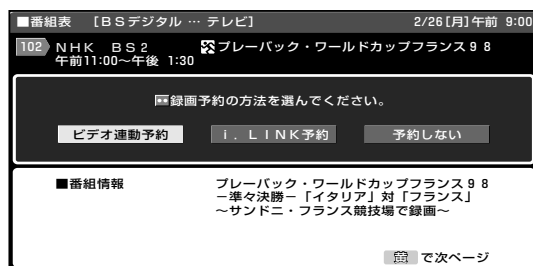 ■番組表 [BSデジタル … テレビ] 2/26[月]午前 9:00
102 NHK BS2 プレーバック・ワールドカップフランス98
午前11:00~午後 1:30
録画予約の方法を選んでください。
ビデオ連動予約 i.LINK予約 予約しない
■番組情報 プレーバック・ワールドカップフランス98
-準々決勝-「イタリア」対「フランス」
~サンドニ・フランス競技場で録画~
で次ページ